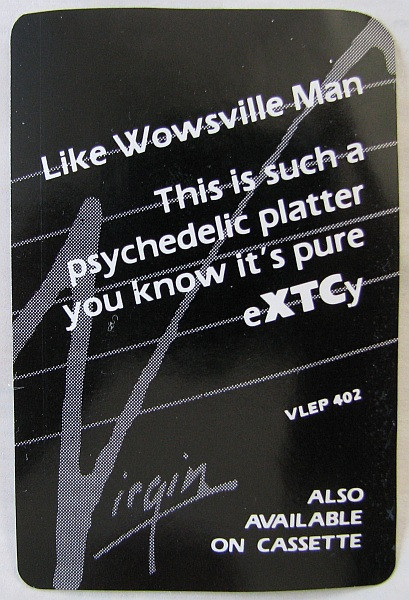 Like Wowsville Man
This is such a
psychedelic platter
you know it's pure
eXTCy
VLEP 402
Virgin
ALSO
AVAILABLE
ON CASSETTE